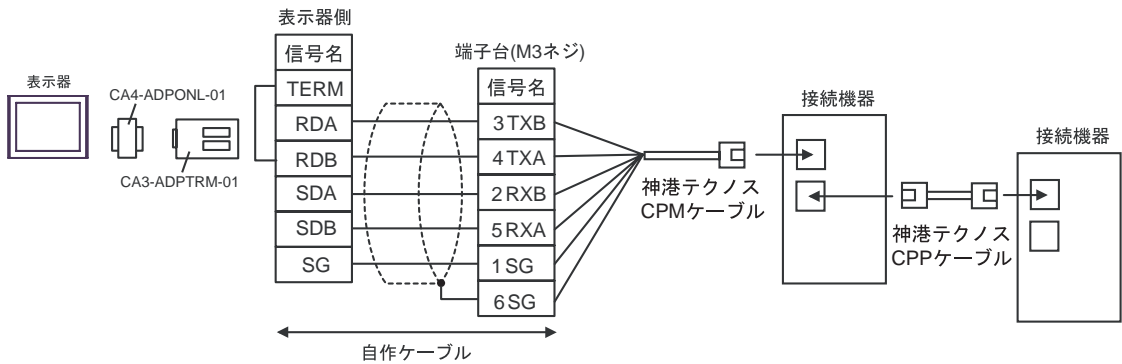 表示器
CA4-ADPONL-01
CA3-ADPTRM-01
表示器側
信号名
TERM
RDA
RDB
SDA
SDB
SG
端子台(M3ネジ)
信号名
3 TXB
4 TXA
2 RXB
5 RXA
1 SG
6 SG
自作ケーブル
神港テクノス
CPMケーブル
接続機器
神港テクノス
CPPケーブル
接続機器